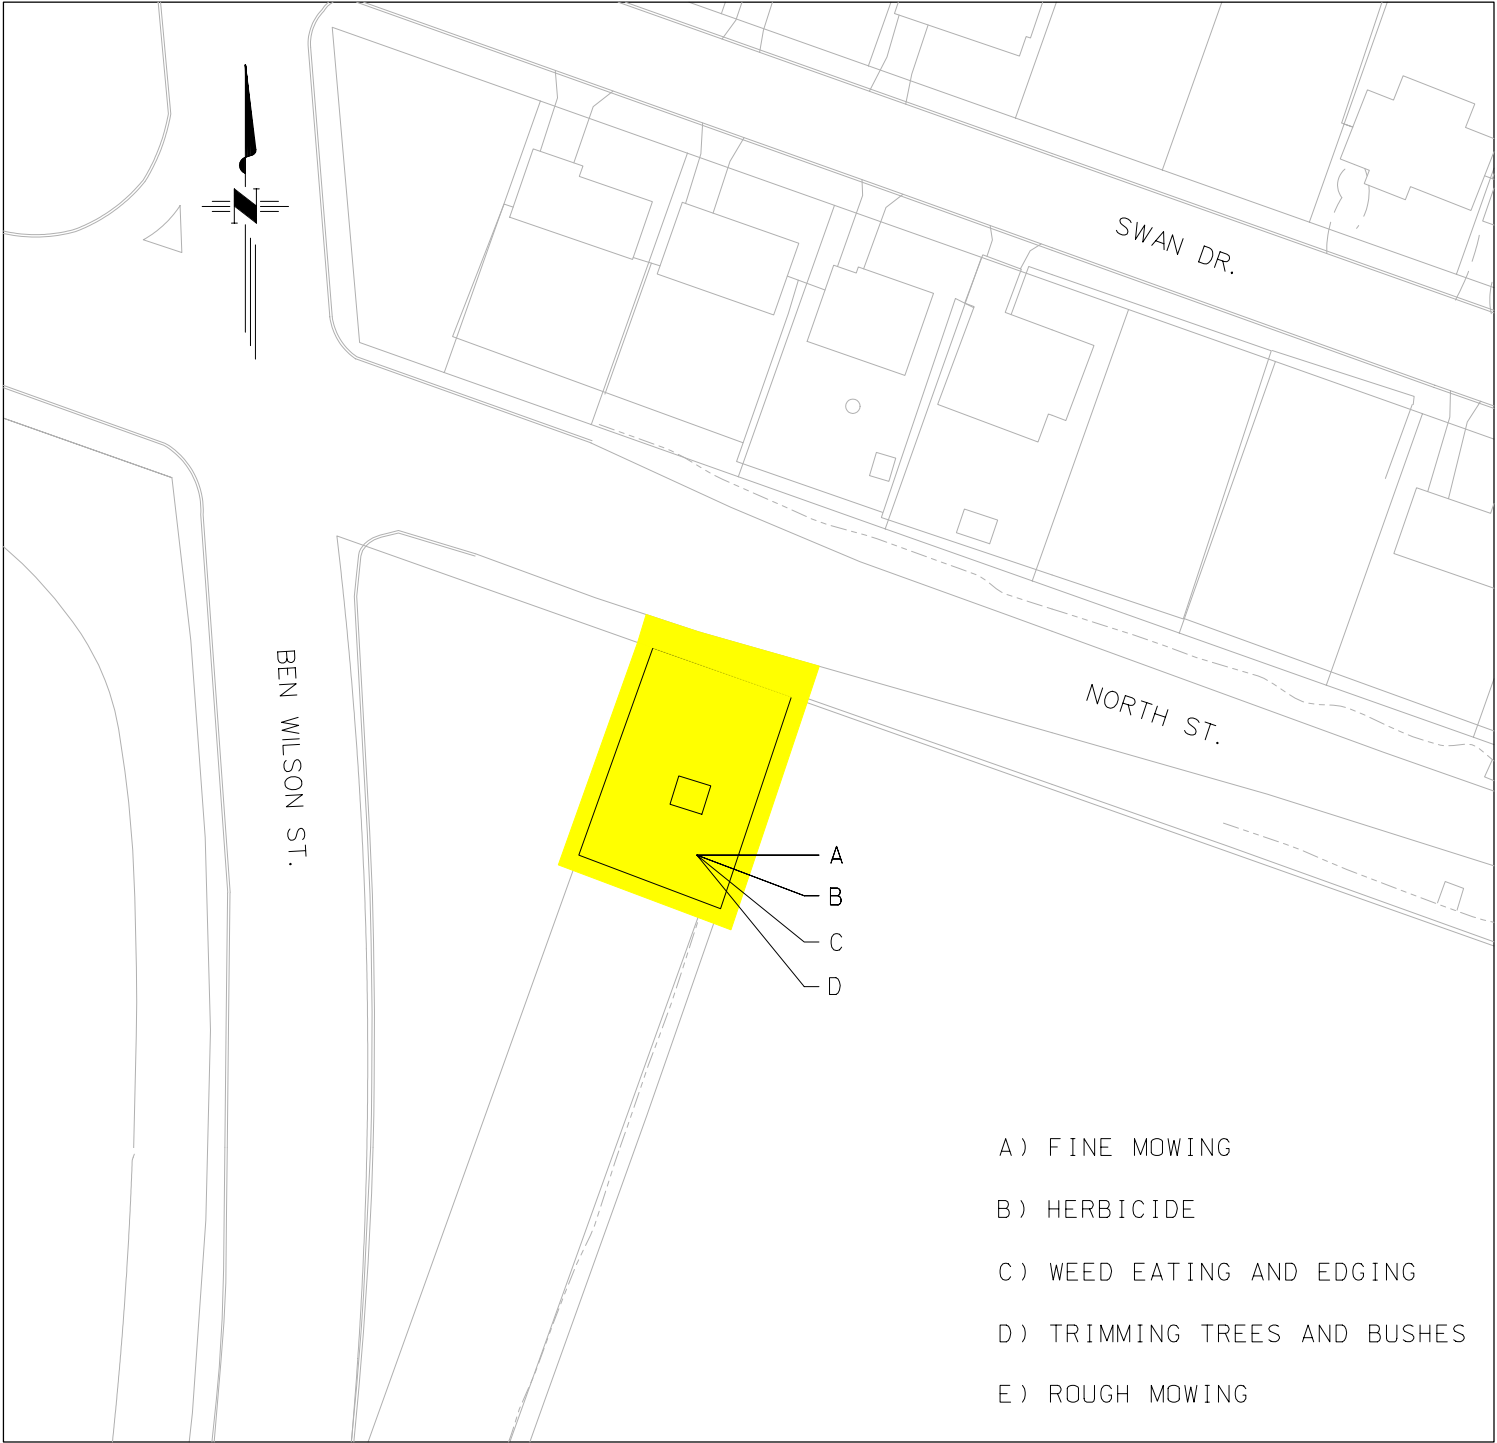 N
SWAN DR.
NORTH ST.
BEN WILSON ST.
A
B
C
D
A) FINE MOWING
B) HERBICIDE
C) WEED EATING AND EDGING
D) TRIMMING TREES AND BUSHES
E) ROUGH MOWING